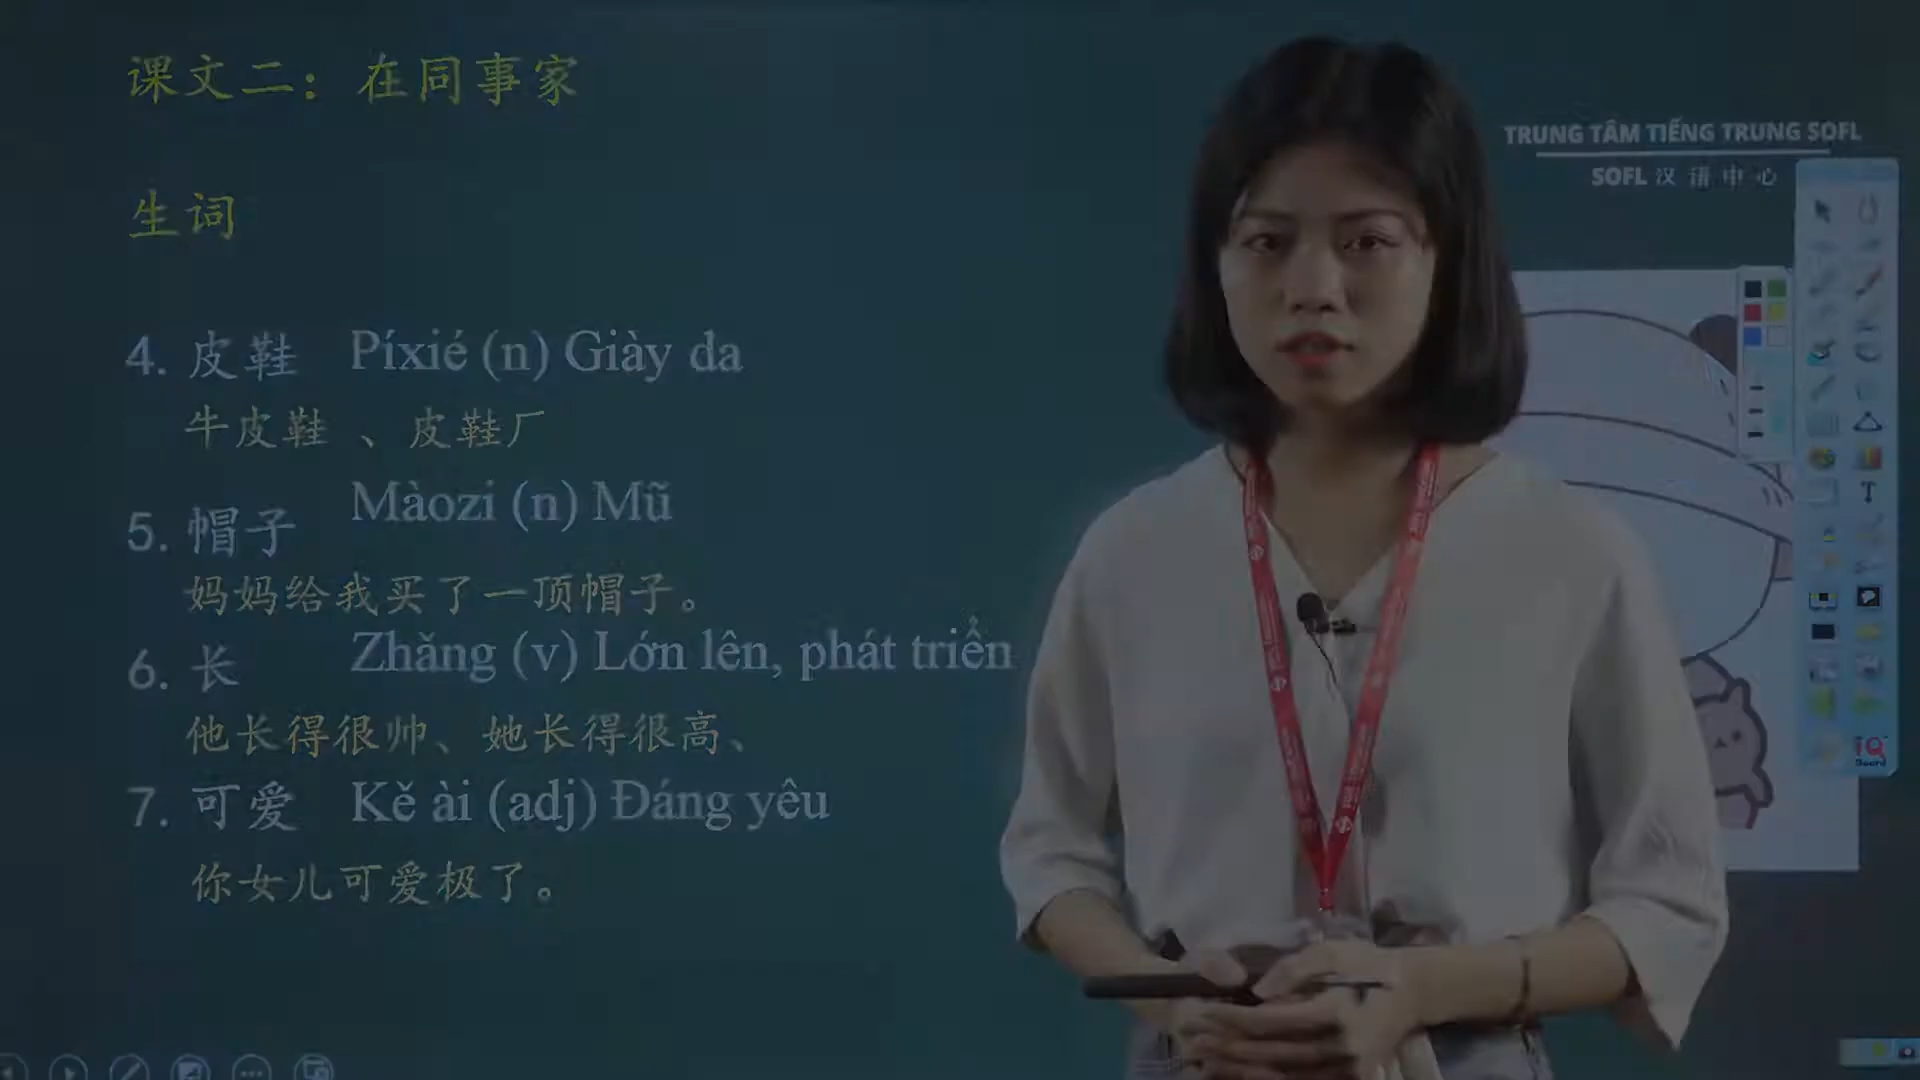 课文二：在同事家
TRUNG TÂM TIẾNG TRUNG SOFL
SOFL 汉语中心
生词
4. 皮鞋 Píxié (n) Giày da
牛皮鞋 、皮鞋厂
5. 帽子 Màozi (n) Mũ
妈妈给我买了一顶帽子。
6. 长 Zhǎng (v) Lớn lên, phát triển
他长得很帅、她长得很高、
7. 可爱 Kě ài (adj) Đáng yêu
你女儿可爱极了。
T
iQ
Board